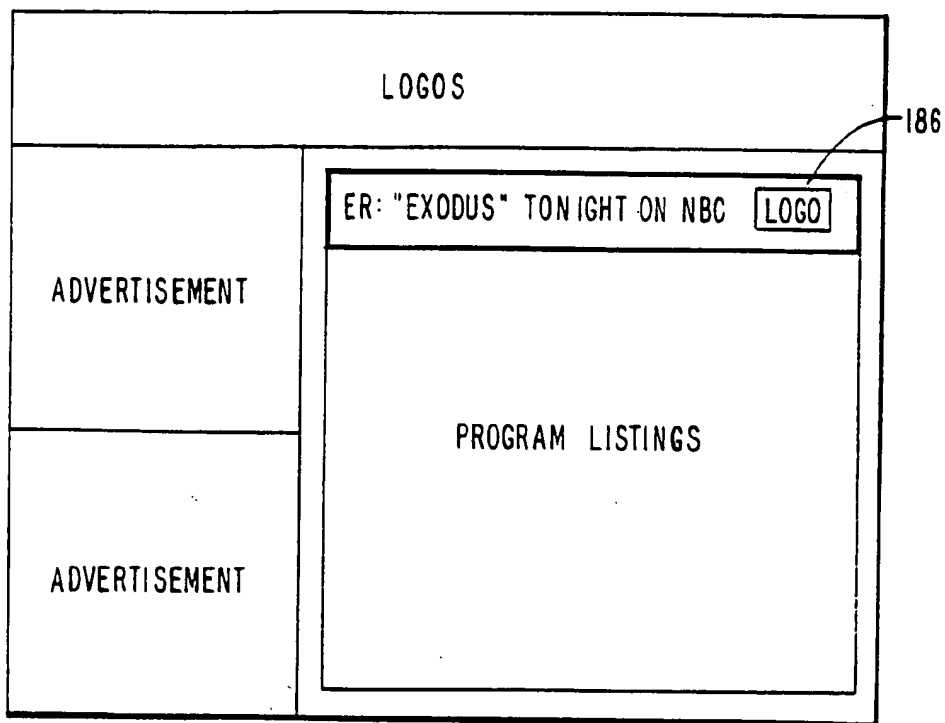 LOGOS
186
ER: "EXODUS" TONIGHT ON NBC LOGO
ADVERTISEMENT
PROGRAM LISTINGS
ADVERTISEMENT